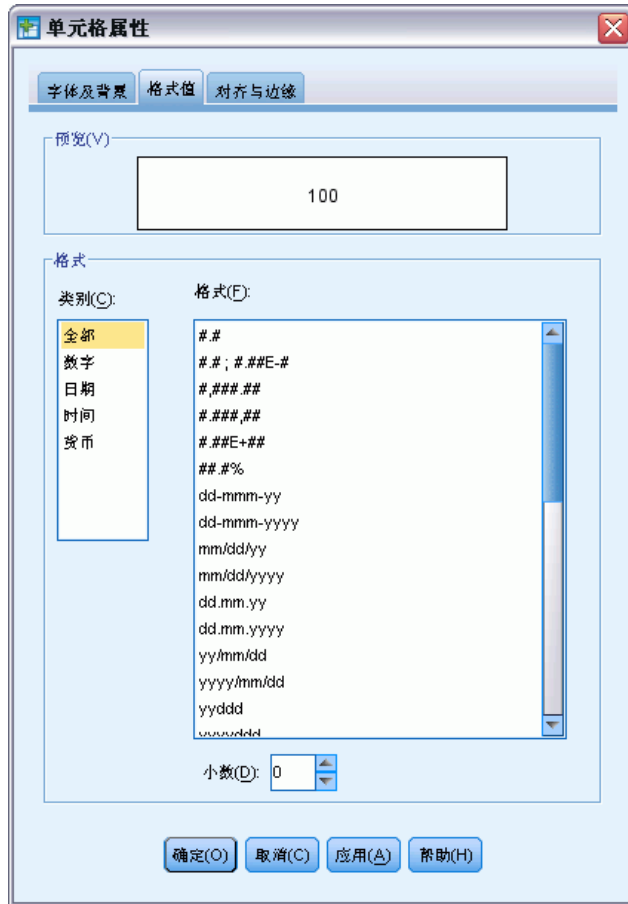 单元格属性
字体及背景 格式值 对齐与边缘
预览(V)
100
格式
类别(C):
全部
数字
日期
时间
货币
格式(F):
#.#
#.# ; #.##E-#
#,###.##
#.###,##
#.##E+##
##.#%
dd-mmm-yy
dd-mmm-yyyy
mm/dd/yy
mm/dd/yyyy
dd.mm.yy
dd.mm.yyyy
yy/mm/dd
yyyy/mm/dd
yyddd
yyyyddd
小数(D): 0
确定(O) 取消(C) 应用(A) 帮助(H)